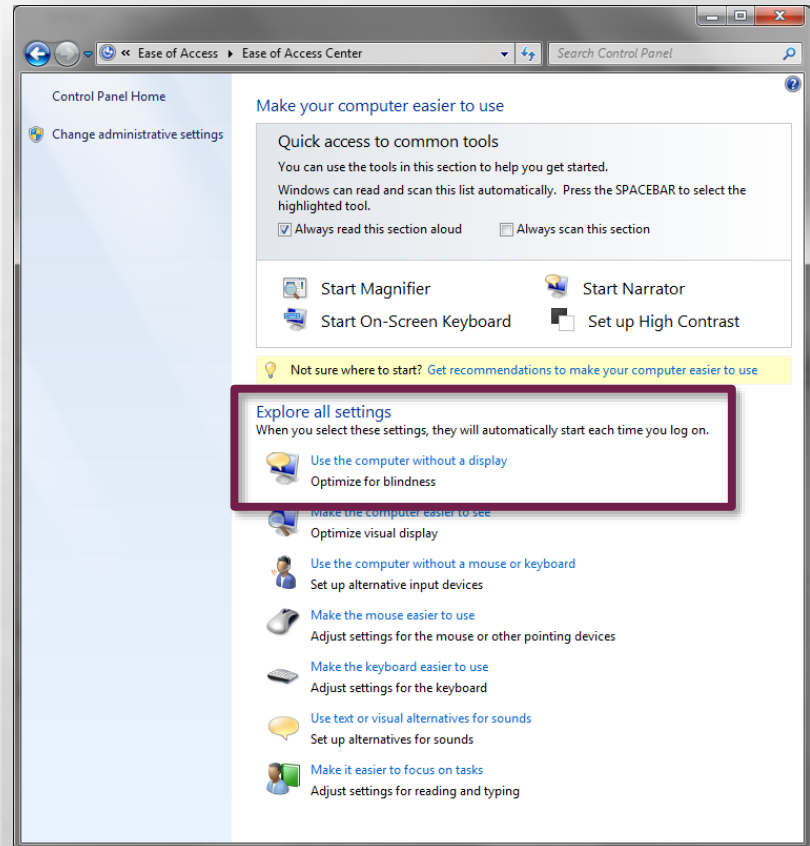 « Ease of Access ▸ Ease of Access Center
Search Control Panel
Control Panel Home
Change administrative settings
Make your computer easier to use
Quick access to common tools
You can use the tools in this section to help you get started.
Windows can read and scan this list automatically. Press the SPACEBAR to select the
highlighted tool.
Always read this section aloud Always scan this section
Start Magnifier Start Narrator
Start On-Screen Keyboard Set up High Contrast
Not sure where to start? Get recommendations to make your computer easier to use
Explore all settings
When you select these settings, they will automatically start each time you log on.
Use the computer without a display
Optimize for blindness
Make the computer easier to see
Optimize visual display
Use the computer without a mouse or keyboard
Set up alternative input devices
Make the mouse easier to use
Adjust settings for the mouse or other pointing devices
Make the keyboard easier to use
Adjust settings for the keyboard
Use text or visual alternatives for sounds
Set up alternatives for sounds
Make it easier to focus on tasks
Adjust settings for reading and typing